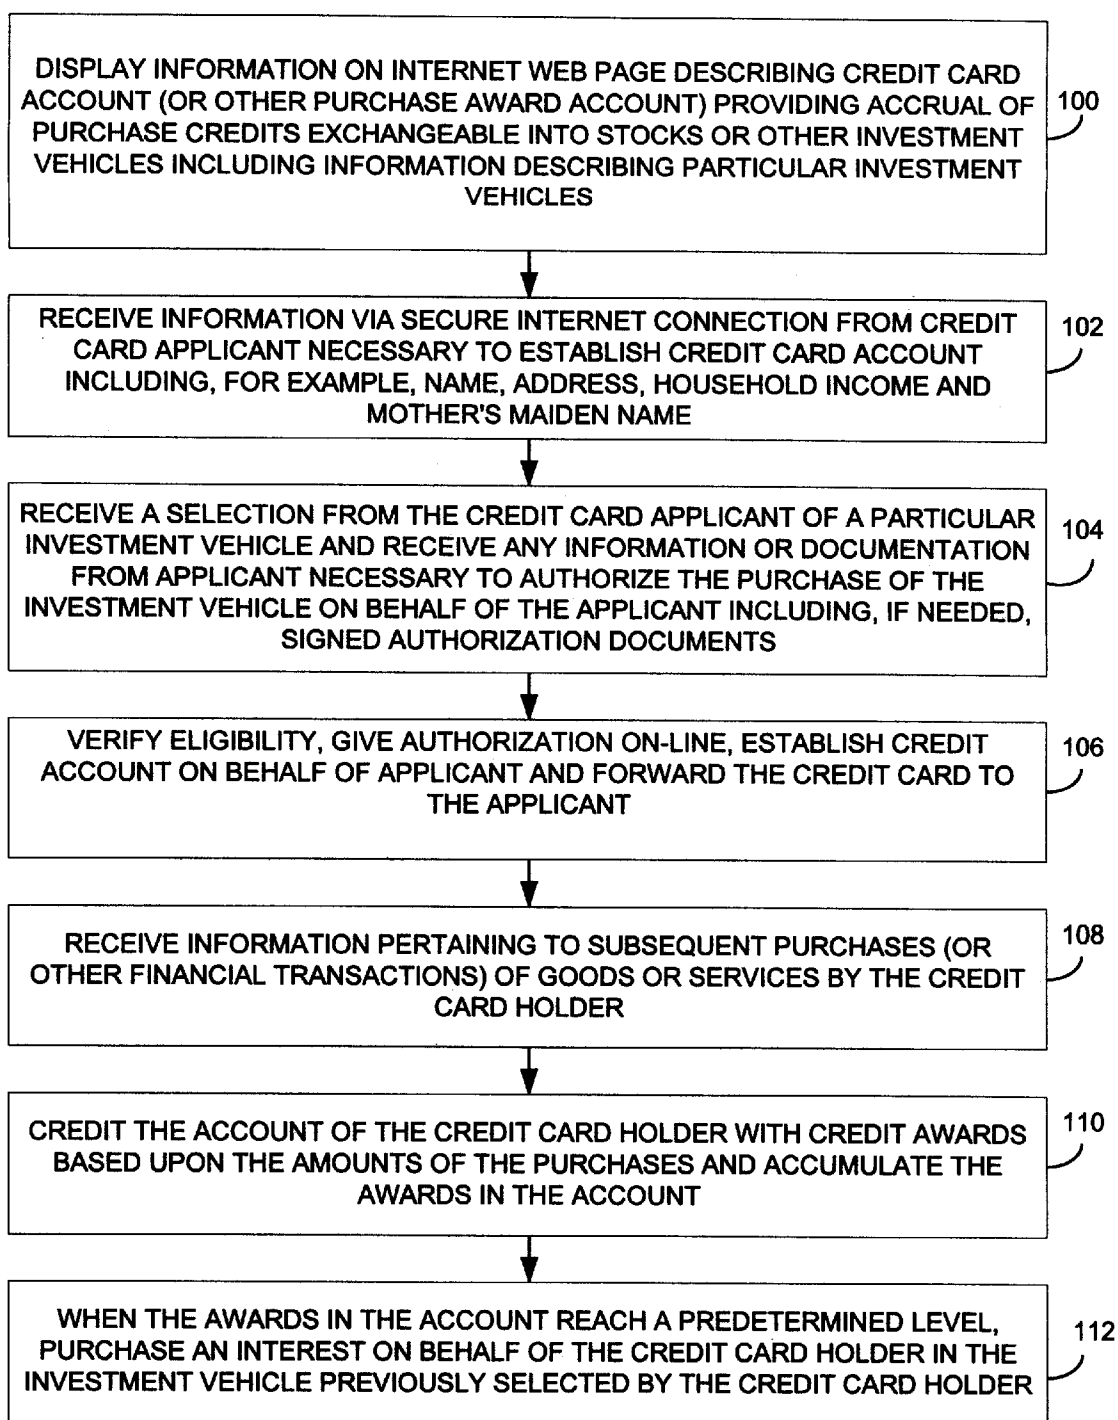 DISPLAY INFORMATION ON INTERNET WEB PAGE DESCRIBING CREDIT CARD
ACCOUNT (OR OTHER PURCHASE AWARD ACCOUNT) PROVIDING ACCRUAL OF
PURCHASE CREDITS EXCHANGEABLE INTO STOCKS OR OTHER INVESTMENT
VEHICLES INCLUDING INFORMATION DESCRIBING PARTICULAR INVESTMENT
VEHICLES
100
RECEIVE INFORMATION VIA SECURE INTERNET CONNECTION FROM CREDIT
CARD APPLICANT NECESSARY TO ESTABLISH CREDIT CARD ACCOUNT
INCLUDING, FOR EXAMPLE, NAME, ADDRESS, HOUSEHOLD INCOME AND
MOTHER'S MAIDEN NAME
102
RECEIVE A SELECTION FROM THE CREDIT CARD APPLICANT OF A PARTICULAR
INVESTMENT VEHICLE AND RECEIVE ANY INFORMATION OR DOCUMENTATION
FROM APPLICANT NECESSARY TO AUTHORIZE THE PURCHASE OF THE
INVESTMENT VEHICLE ON BEHALF OF THE APPLICANT INCLUDING, IF NEEDED,
SIGNED AUTHORIZATION DOCUMENTS
104
VERIFY ELIGIBILITY, GIVE AUTHORIZATION ON-LINE, ESTABLISH CREDIT
ACCOUNT ON BEHALF OF APPLICANT AND FORWARD THE CREDIT CARD TO
THE APPLICANT
106
RECEIVE INFORMATION PERTAINING TO SUBSEQUENT PURCHASES (OR
OTHER FINANCIAL TRANSACTIONS) OF GOODS OR SERVICES BY THE CREDIT
CARD HOLDER
108
CREDIT THE ACCOUNT OF THE CREDIT CARD HOLDER WITH CREDIT AWARDS
BASED UPON THE AMOUNTS OF THE PURCHASES AND ACCUMULATE THE
AWARDS IN THE ACCOUNT
110
WHEN THE AWARDS IN THE ACCOUNT REACH A PREDETERMINED LEVEL,
PURCHASE AN INTEREST ON BEHALF OF THE CREDIT CARD HOLDER IN THE
INVESTMENT VEHICLE PREVIOUSLY SELECTED BY THE CREDIT CARD HOLDER
112